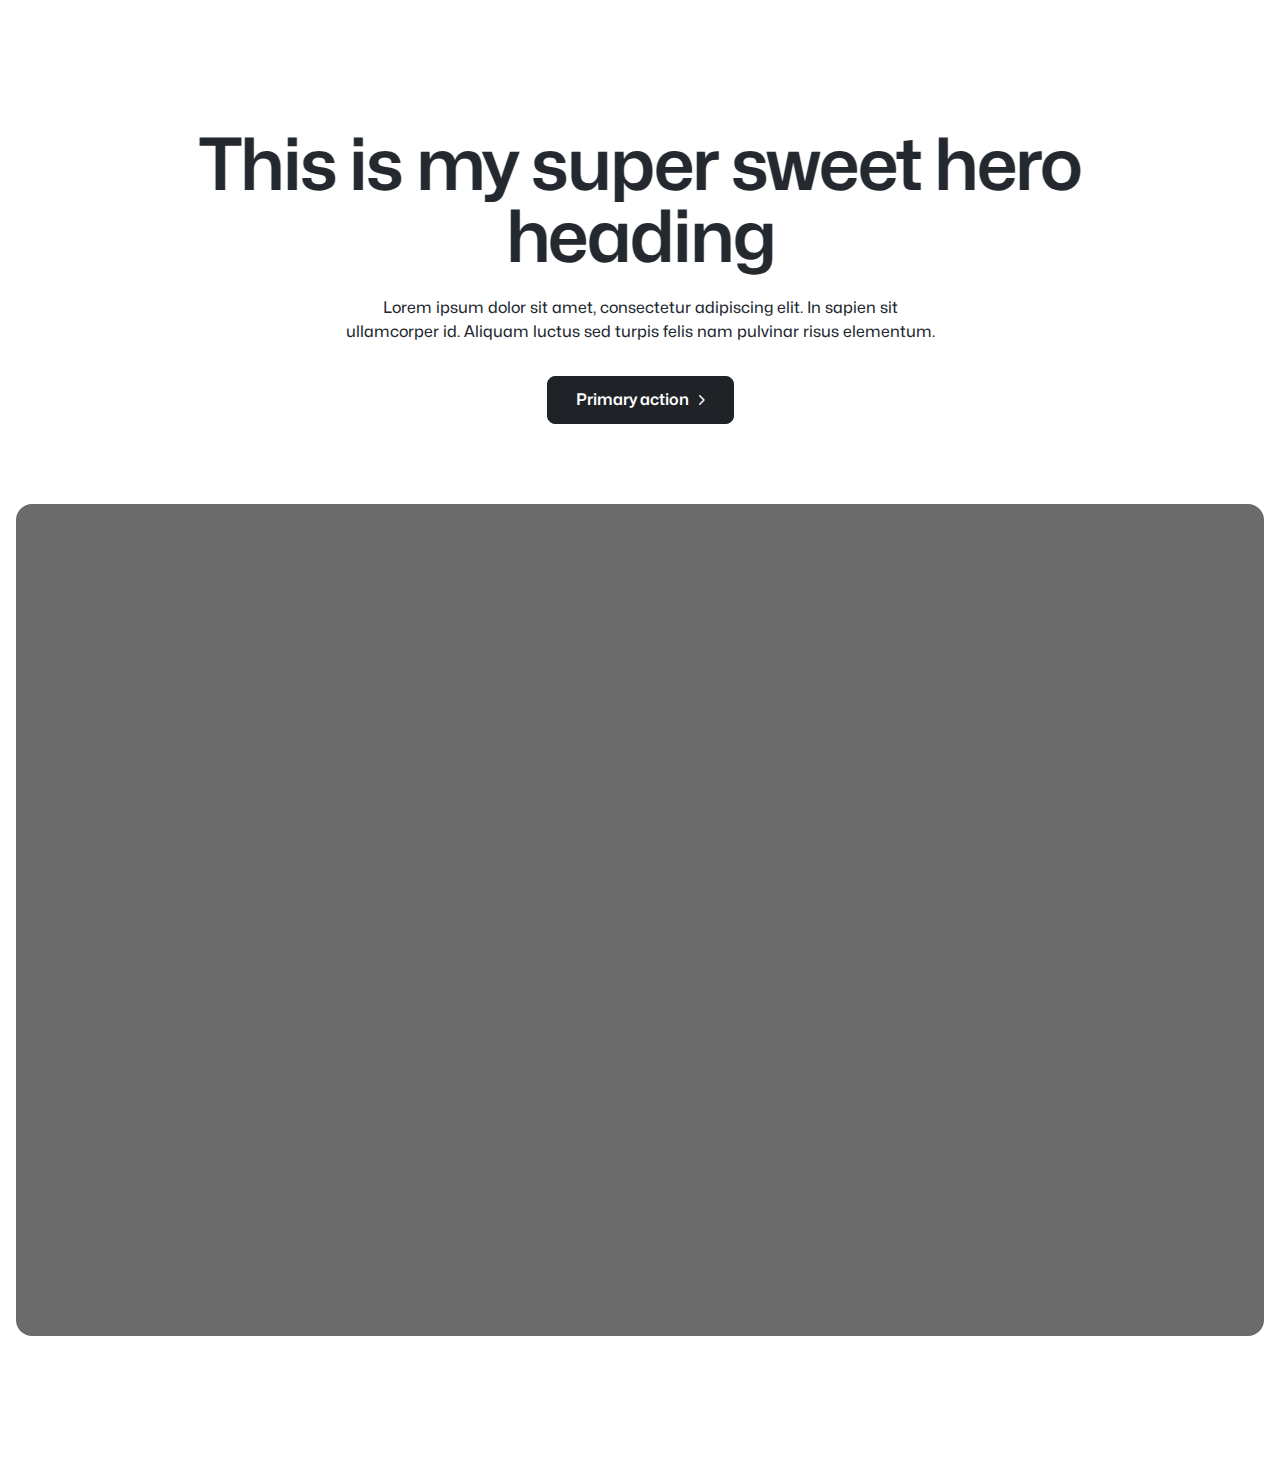 This is my super sweet hero
heading
Lorem ipsum dolor sit amet, consectetur adipiscing elit. In sapien sit
ullamcorper id. Aliquam luctus sed turpis felis nam pulvinar risus elementum.
Primary action